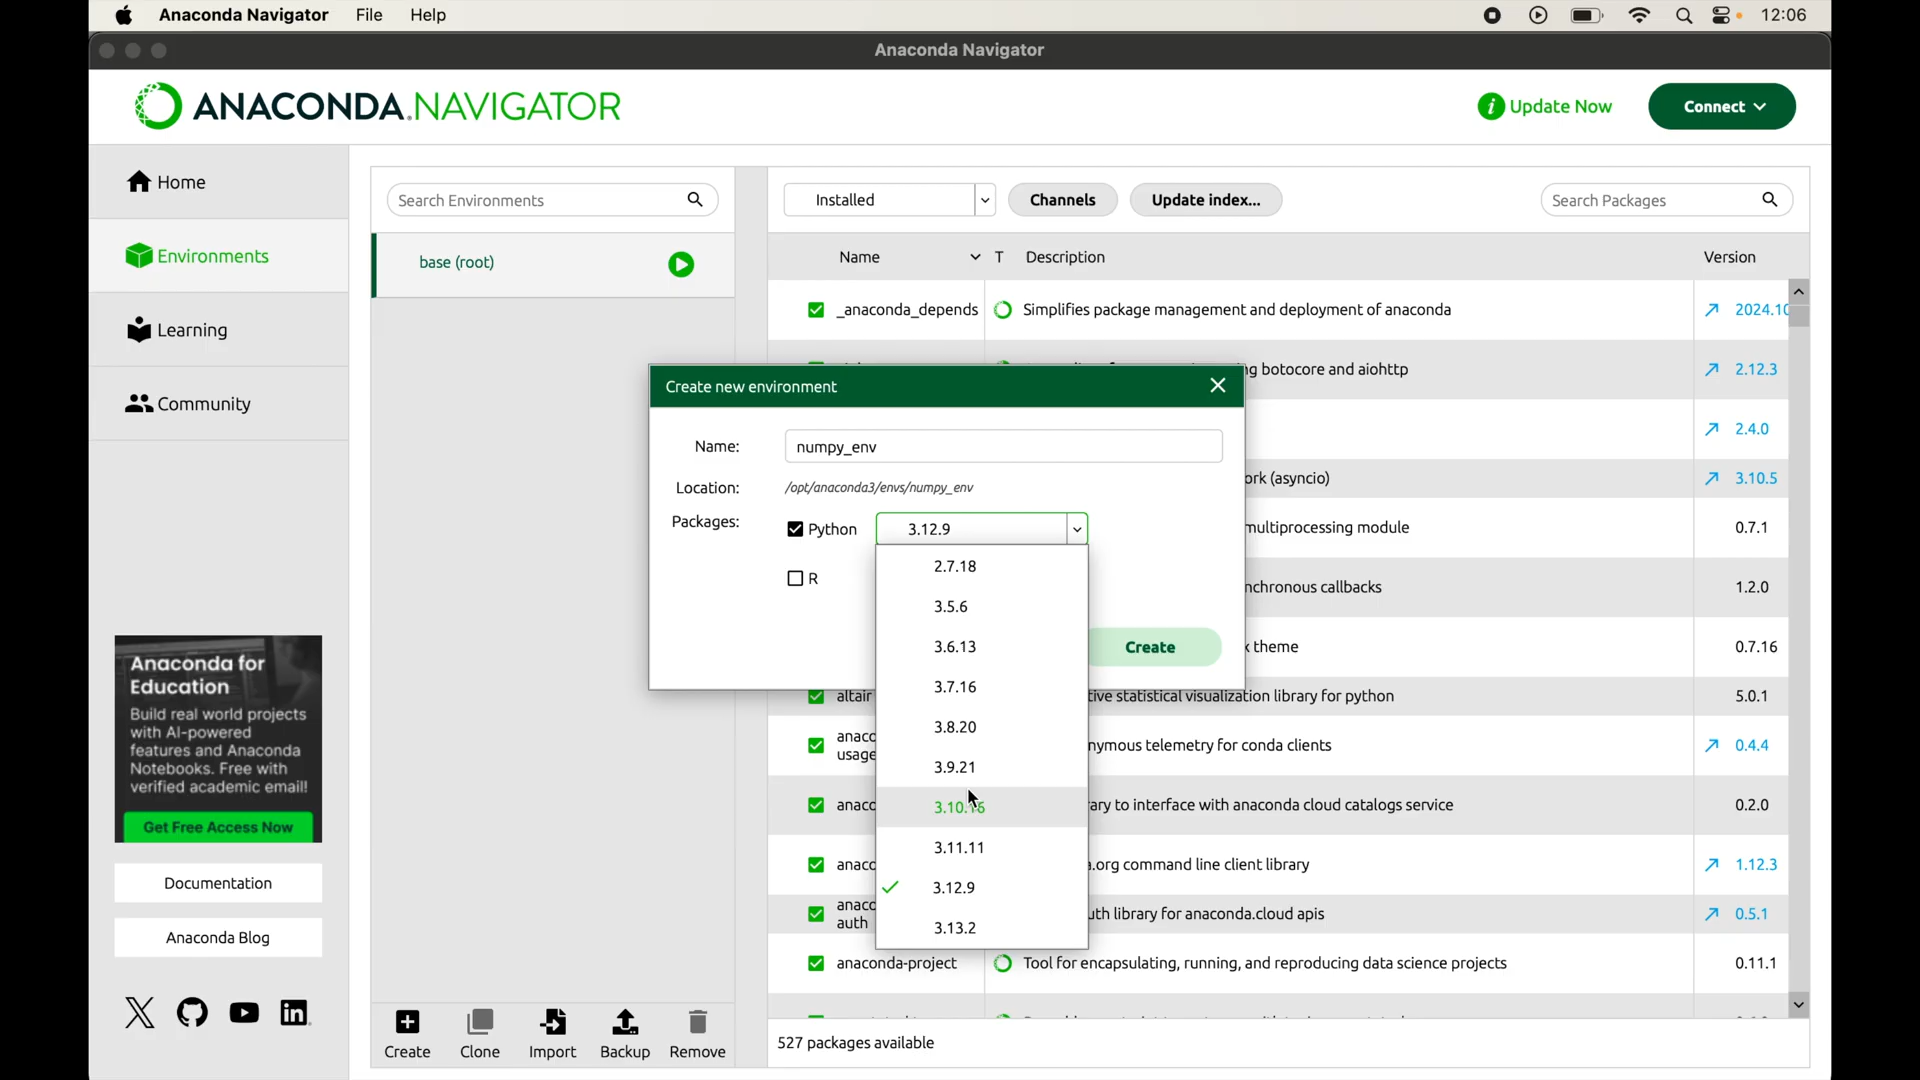 Anaconda Navigator File Help 12:06
Anaconda Navigator
ANACONDA.NAVIGATOR
Update Now
Connect
Home
Environments
Learning
Community
Anaconda for
Education
Build real world projects
with AI-powered
features and Anaconda
Notebooks. Free with
verified academic email!
Get Free Access Now
Documentation
Anaconda Blog
Search Environments
base (root)
Create Clone Import Backup Remove
Installed Channels Update index... Search Packages
Name T Description Version
_anaconda_depends Simplifies package management and deployment of anaconda 2024.10
botocore and aiohttp 2.12.3
2.4.0
(asyncio) 3.10.5
multiprocessing module 0.7.1
callbacks 1.2.0
theme 0.7.16
altair statistical visualization library for python 5.0.1
telemetry for conda clients 0.4.4
usage
to interface with anaconda cloud catalogs service 0.2.0
command line client library 1.12.3
library for anaconda.cloud apis 0.5.1
auth
anaconda-project Tool for encapsulating, running, and reproducing data science projects 0.11.1
527 packages available
Create new environment
Name: numpy_env
Location: /opt/anaconda3/envs/numpy_env
Packages: Python 3.12.9
R
2.7.18
3.5.6
3.6.13
3.7.16
3.8.20
3.9.21
3.10.16
3.11.11
3.12.9
3.13.2
Create